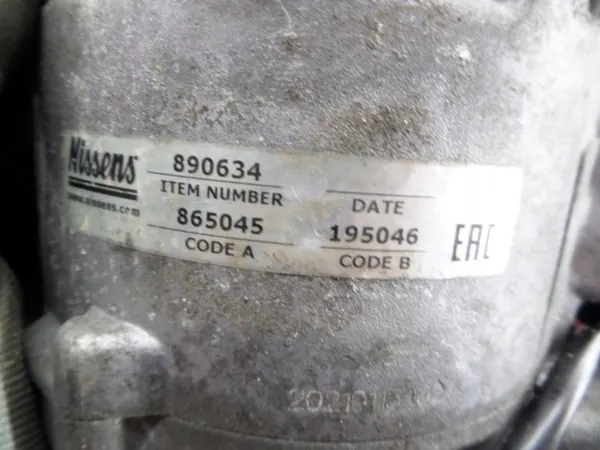 Nissens
www.nissens.com
890634
ITEM NUMBER
865045
CODE A
DATE
195046
CODE B
EAC